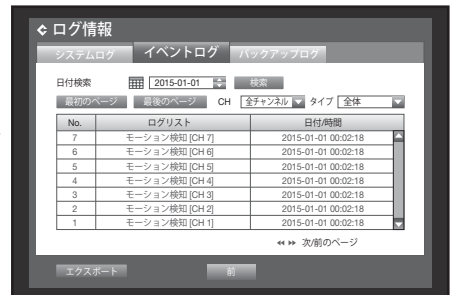 ログ情報
システムログ イベントログ バックアップログ
日付検索 2015-01-01 検索
最初のページ 最後のページ CH 全チャンネル タイプ 全体
No. ログリスト 日付/時間
7 モーション検知 [CH 7] 2015-01-01 00:02:18
6 モーション検知 [CH 6] 2015-01-01 00:02:18
5 モーション検知 [CH 5] 2015-01-01 00:02:18
4 モーション検知 [CH 4] 2015-01-01 00:02:18
3 モーション検知 [CH 3] 2015-01-01 00:02:18
2 モーション検知 [CH 2] 2015-01-01 00:02:18
1 モーション検知 [CH 1] 2015-01-01 00:02:18
次/前のページ
エクスポート 前